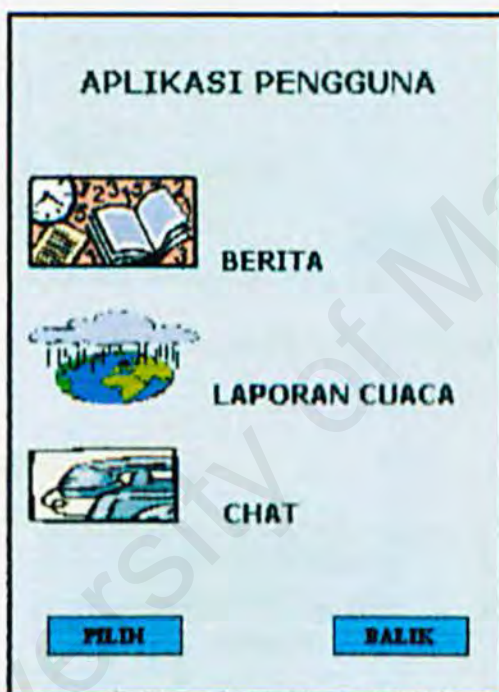 APLIKASI PENGGUNA
BERITA
LAPORAN CUACA
CHAT
PILIH
BALIK